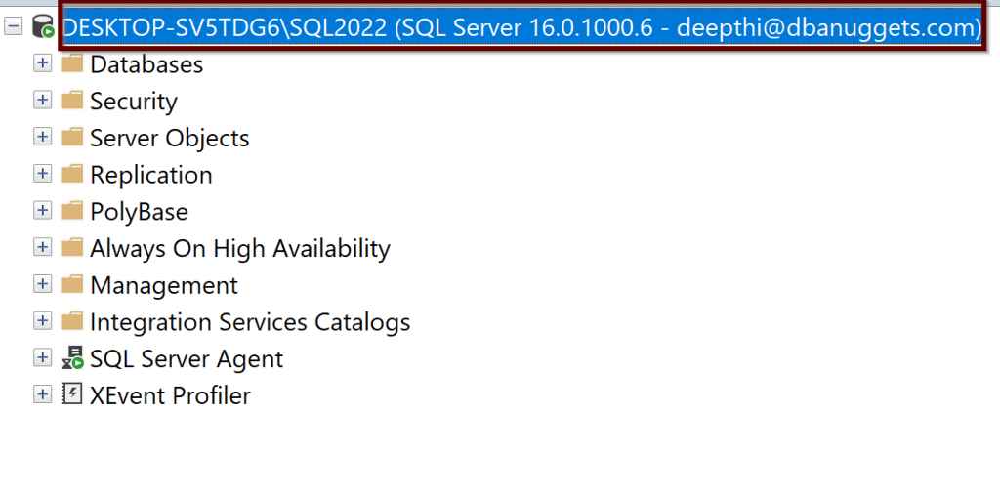 DESKTOP-SV5TDG6\SQL2022 (SQL Server 16.0.1000.6 - deepthi@dbanuggets.com)
Databases
Security
Server Objects
Replication
PolyBase
Always On High Availability
Management
Integration Services Catalogs
SQL Server Agent
XEvent Profiler